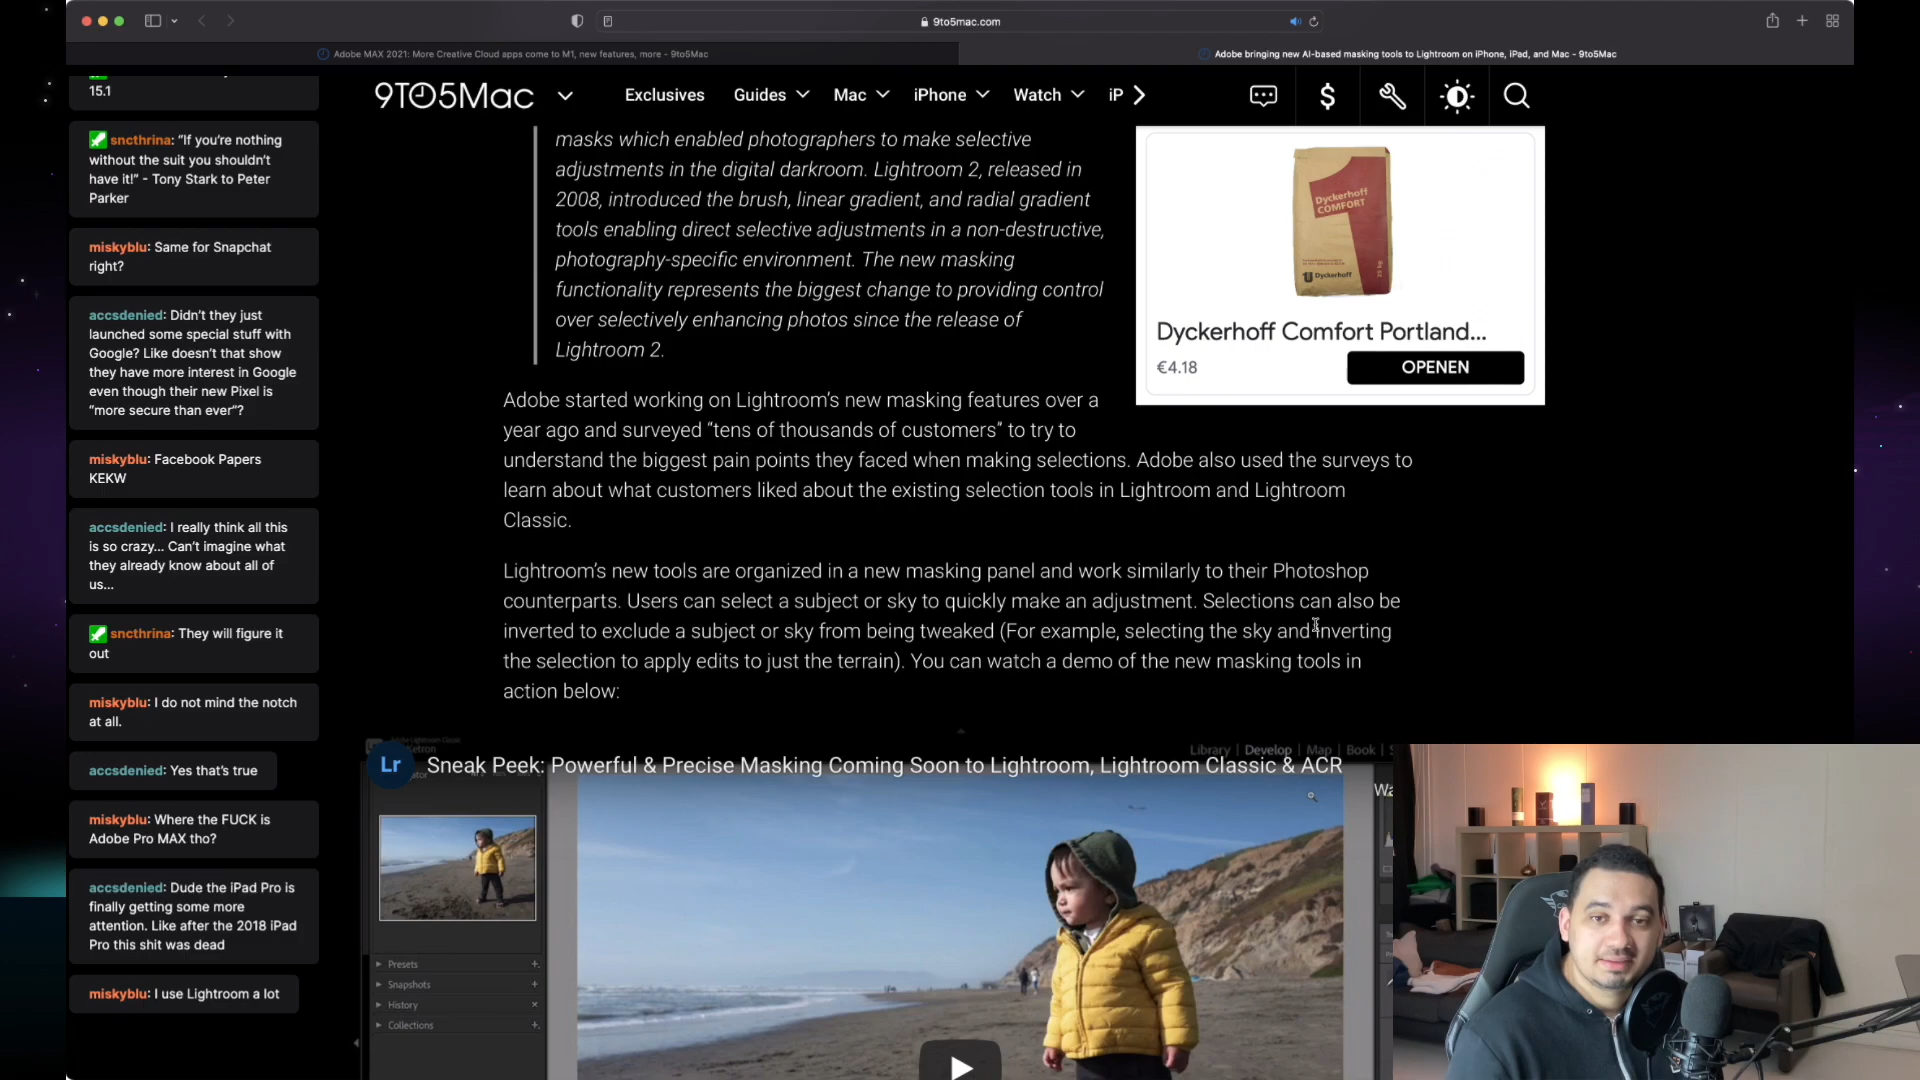 9to5mac.com
Adobe MAX 2021: More Creative Cloud apps come to M1, new features, more - 9to5Mac
Adobe bringing new AI-based masking tools to Lightroom on iPhone, iPad, and Mac - 9to5Mac
15.1
sncthrina: “If you’re nothing
without the suit you shouldn’t
have it!” - Tony Stark to Peter
Parker
miskyblu: Same for Snapchat
right?
accsdenied: Didn’t they just
launched some special stuff with
Google? Like doesn’t that show
they have more interest in Google
even though their new Pixel is
“more secure than ever”?
miskyblu: Facebook Papers
KEKW
accsdenied: I really think all this
is so crazy... Can’t imagine what
they already know about all of
us...
sncthrina: They will figure it
out
miskyblu: I do not mind the notch
at all.
accsdenied: Yes that’s true
miskyblu: Where the FUCK is
Adobe Pro MAX tho?
accsdenied: Dude the iPad Pro is
finally getting some more
attention. Like after the 2018 iPad
Pro this shit was dead
miskyblu: I use Lightroom a lot
9TO5Mac
Exclusives Guides Mac iPhone Watch iP
masks which enabled photographers to make selective
adjustments in the digital darkroom. Lightroom 2, released in
2008, introduced the brush, linear gradient, and radial gradient
tools enabling direct selective adjustments in a non-destructive,
photography-specific environment. The new masking
functionality represents the biggest change to providing control
over selectively enhancing photos since the release of
Lightroom 2.
Dyckerhoff
COMFORT
Dyckerhoff
25 kg
Dyckerhoff Comfort Portland...
€4.18
OPENEN
Adobe started working on Lightroom’s new masking features over a
year ago and surveyed “tens of thousands of customers” to try to
understand the biggest pain points they faced when making selections. Adobe also used the surveys to
learn about what customers liked about the existing selection tools in Lightroom and Lightroom
Classic.
Lightroom’s new tools are organized in a new masking panel and work similarly to their Photoshop
counterparts. Users can select a subject or sky to quickly make an adjustment. Selections can also be
inverted to exclude a subject or sky from being tweaked (For example, selecting the sky and inverting
the selection to apply edits to just the terrain). You can watch a demo of the new masking tools in
action below:
Adobe Lightroom Classic
Library | Develop | Map | Book |
Lr
Sneak Peek: Powerful & Precise Masking Coming Soon to Lightroom, Lightroom Classic & ACR
Wa
Presets
Snapshots
History
Collections